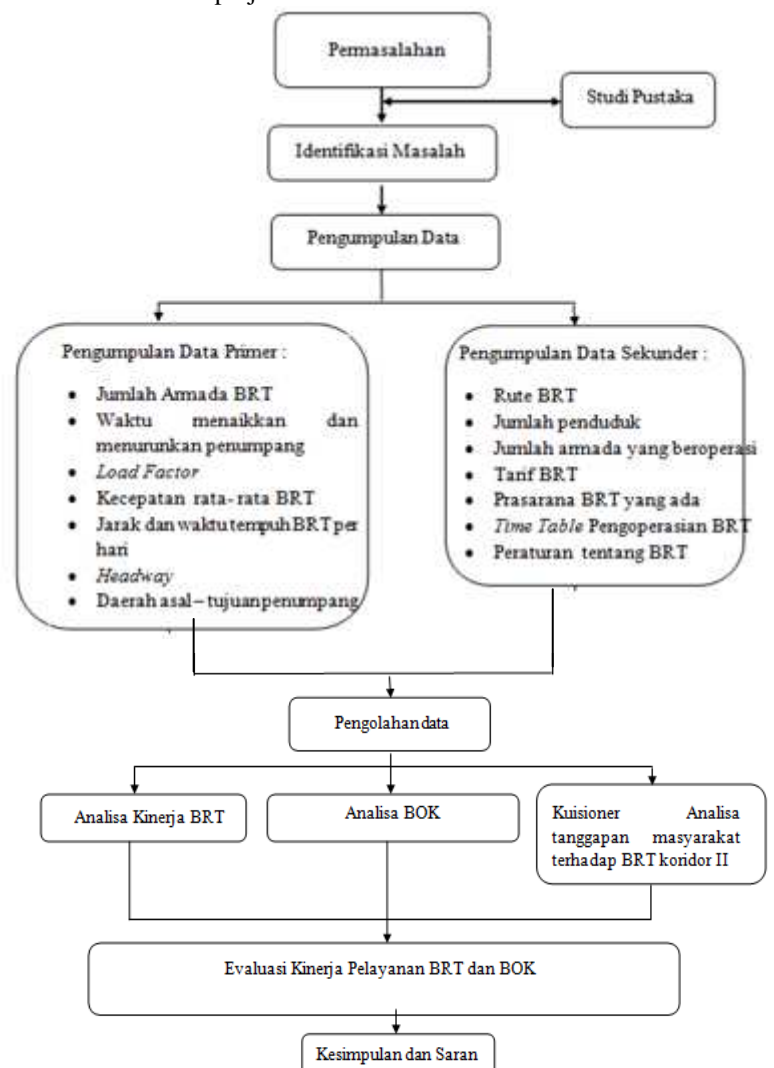 Permasalahan
Studi Pustaka
Identifikasi Masalah
Pengumpulan Data
Pengumpulan Data Primer :
• Jumlah Armada BRT
• Waktu menaikkan dan
menurunkan penumpang
• Load Factor
• Kecepatan rata-rata BRT
• Jarak dan waktu tempuh BRT per
hari
• Headway
• Daerah asal – tujuan penumpang
Pengumpulan Data Sekunder :
• Rute BRT
• Jumlah penduduk
• Jumlah armada yang beroperasi
• Tarif BRT
• Prasarana BRT yang ada
• Time Table Pengoperasian BRT
• Peraturan tentang BRT
Pengolahan data
Analisa Kinerja BRT
Analisa BOK
Kuisioner Analisa
tanggapan masyarakat
terhadap BRT koridor II
Evaluasi Kinerja Pelayanan BRT dan BOK
Kesimpulan dan Saran